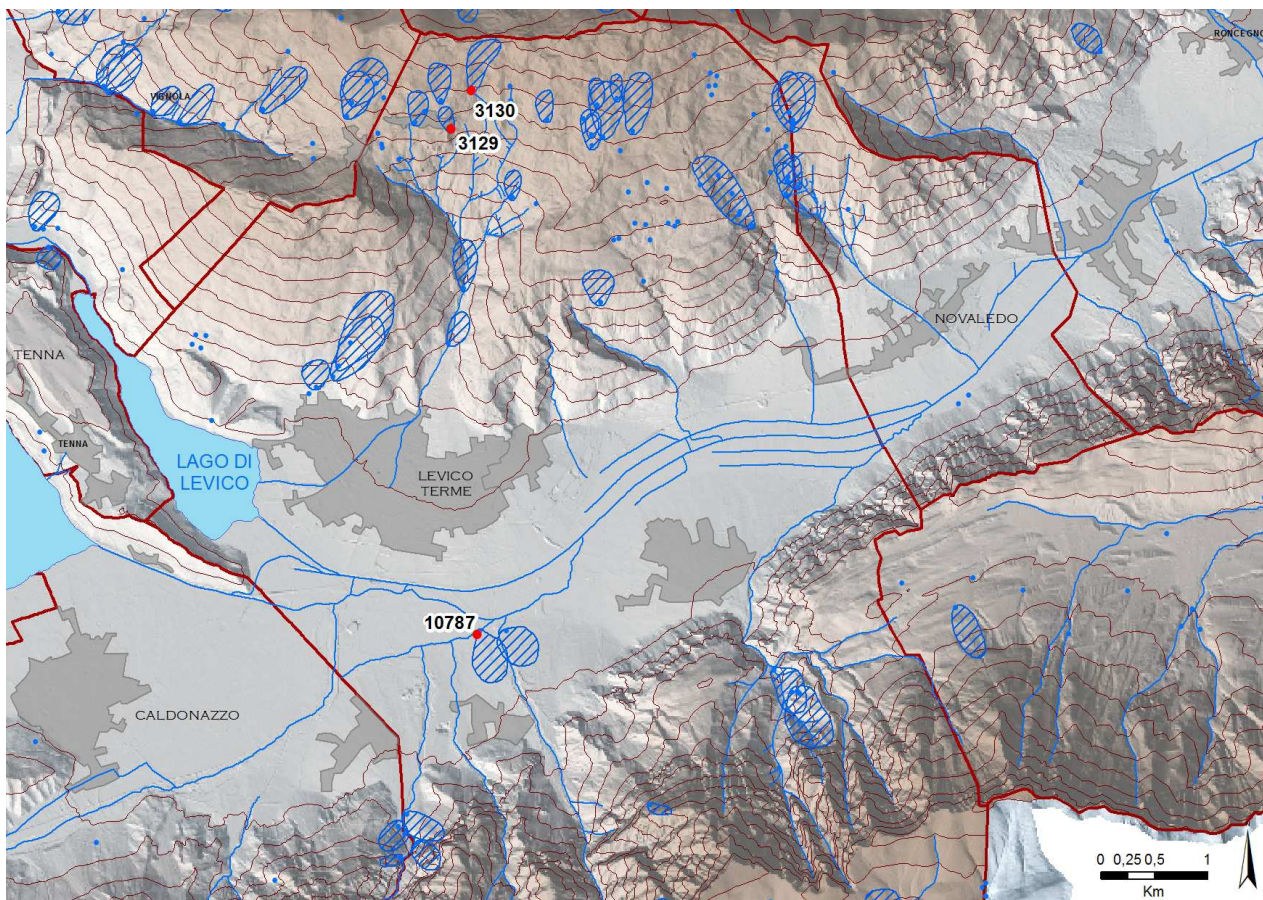 RONCEGNO
VIGNOLA
3130
3129
TENNA
NOVALEDO
TENNA
LAGO DI
LEVICO
LEVICO
TERME
10787
CALDONAZZO
0 0,25 0,5 1
Km